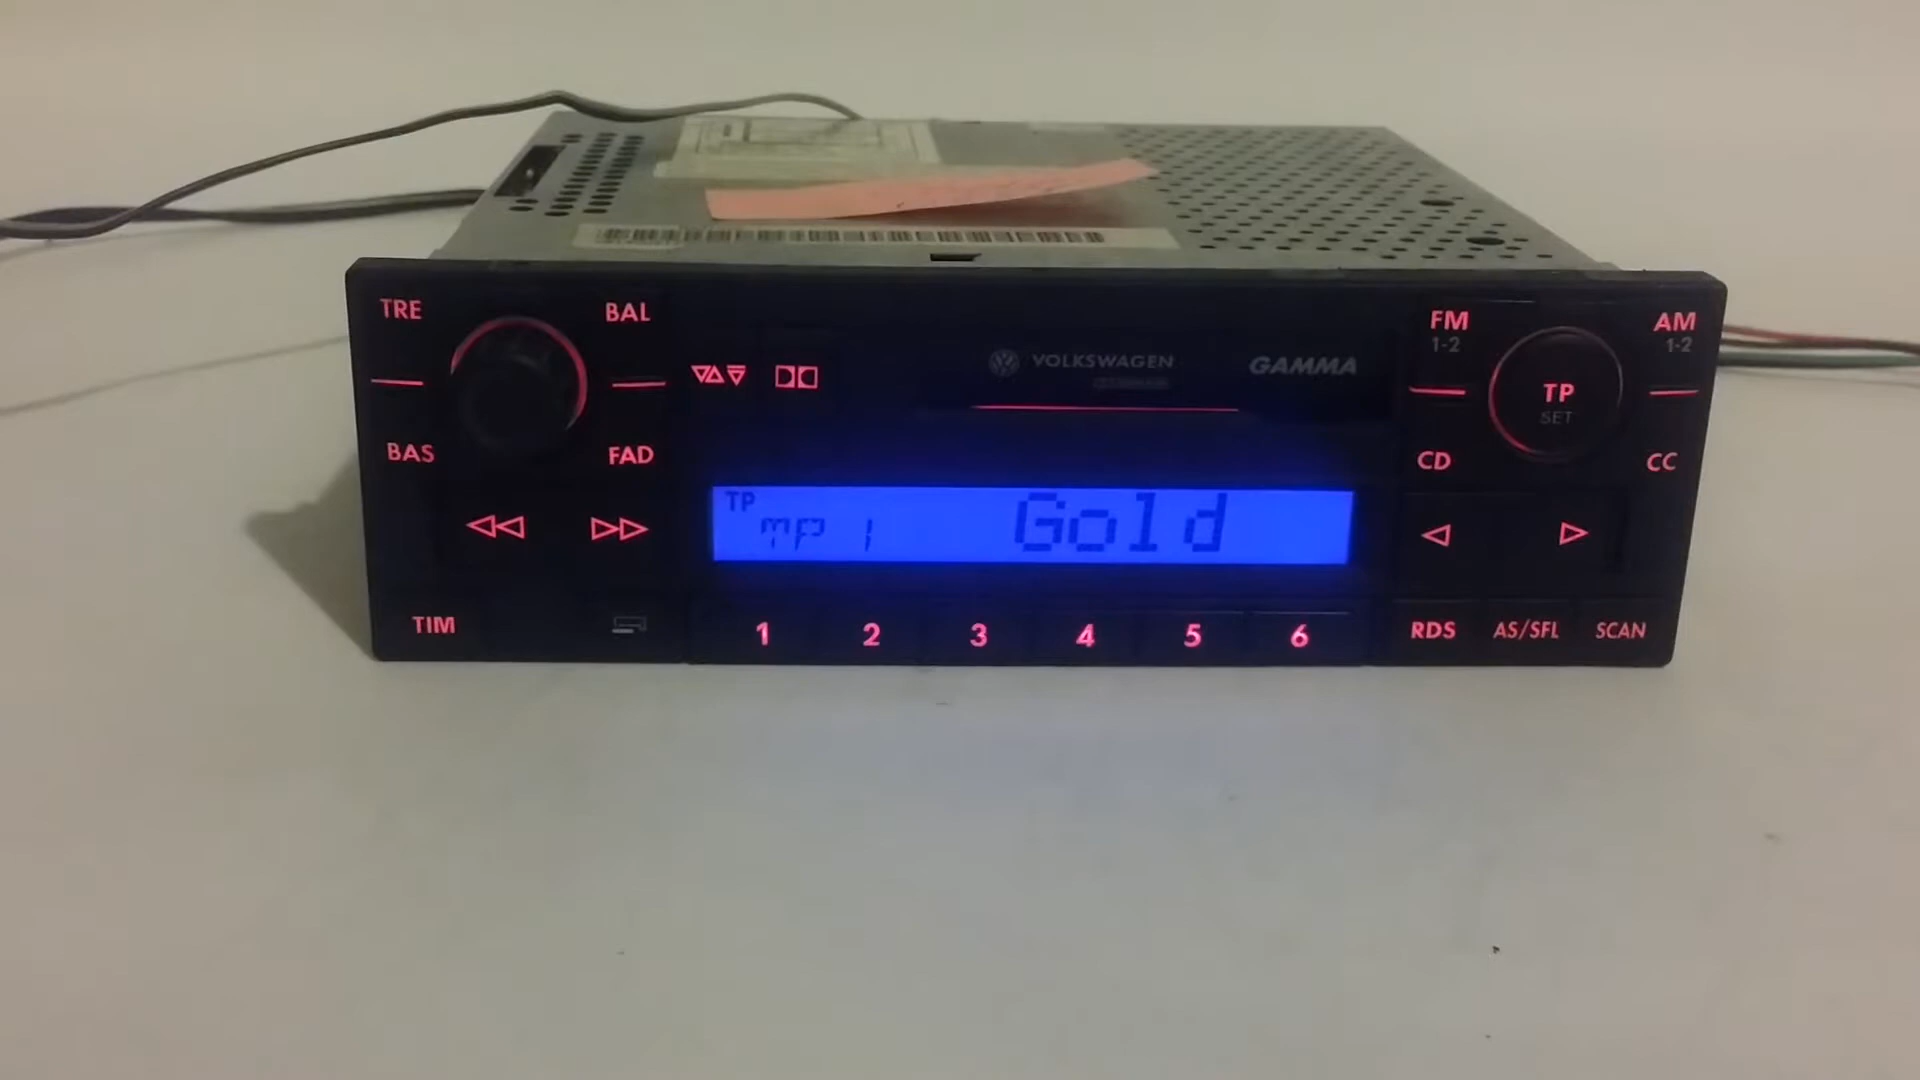 TRE
BAL
VOLKSWAGEN
GAMMA
FM
1-2
AM
1-2
TP
SET
BAS
FAD
CD
CC
TP
TP 1 Gold
TIM
1 2 3 4 5 6
RDS
AS/SFL
SCAN